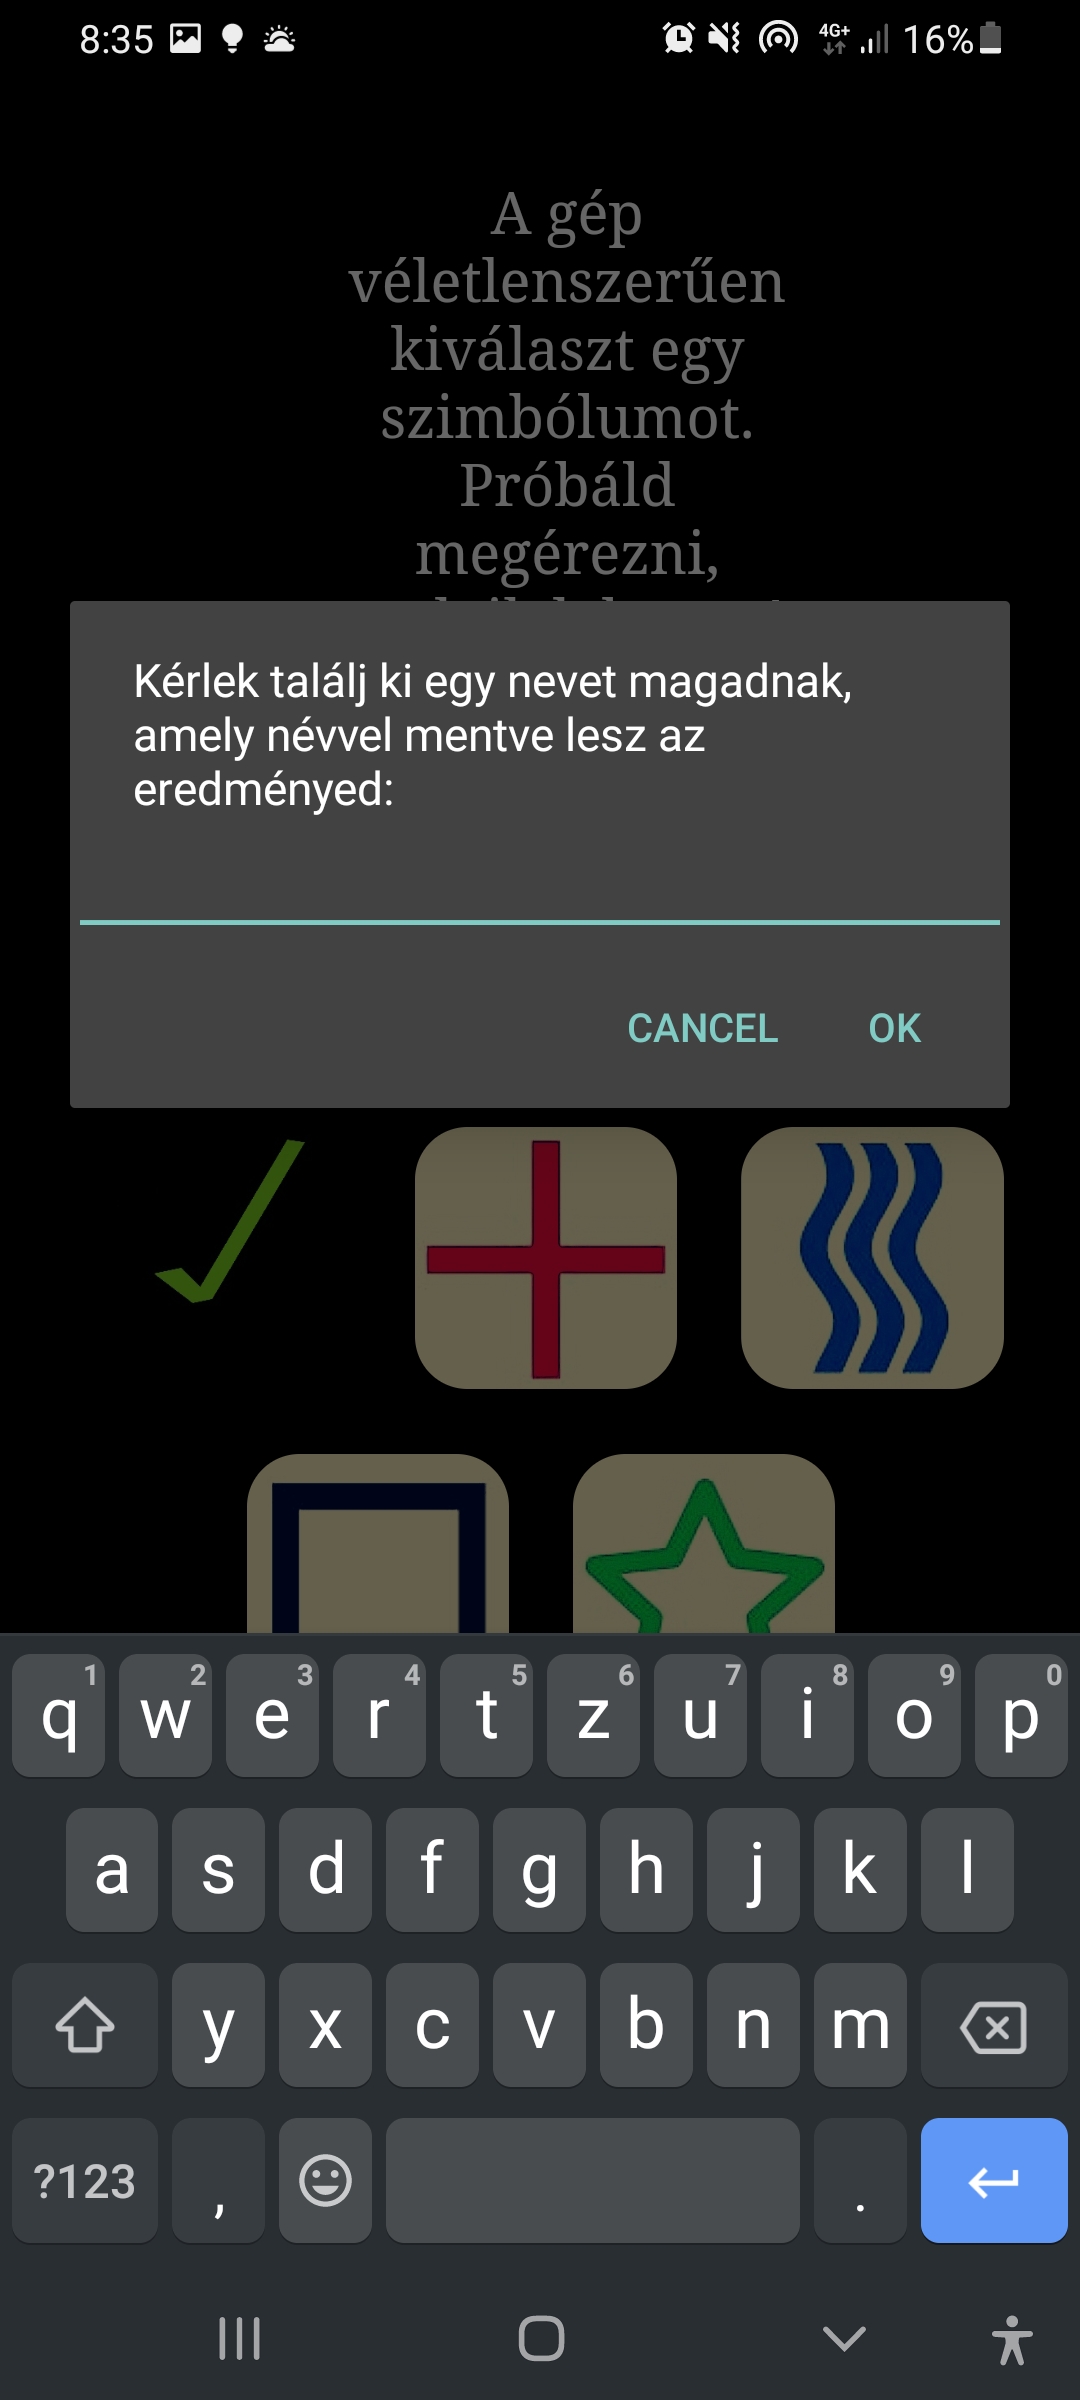 8:35
4G+
16%
A gép
véletlenszerűen
kiválaszt egy
szimbólumot.
Próbáld
megérezni,
Kérlek találj ki egy nevet magadnak,
amely névvel mentve lesz az
eredményed:
CANCEL OK
1 2 3 4 5 6 7 8 9 0
q w e r t z u i o p
a s d f g h j k l
y x c v b n m
?123 , .